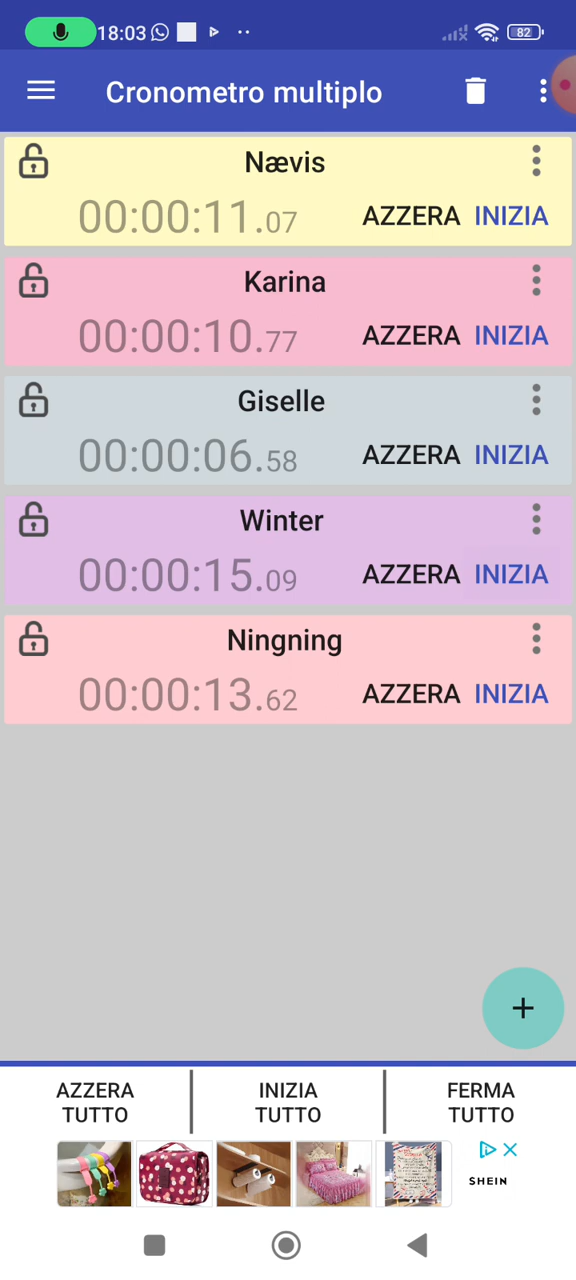 18:03
82
Cronometro multiplo
Nævis
00:00:11.07 AZZERA INIZIA
Karina
00:00:10.77 AZZERA INIZIA
Giselle
00:00:06.58 AZZERA INIZIA
Winter
00:00:15.09 AZZERA INIZIA
Ningning
00:00:13.62 AZZERA INIZIA
+
AZZERA
TUTTO
INIZIA
TUTTO
FERMA
TUTTO
SHEIN